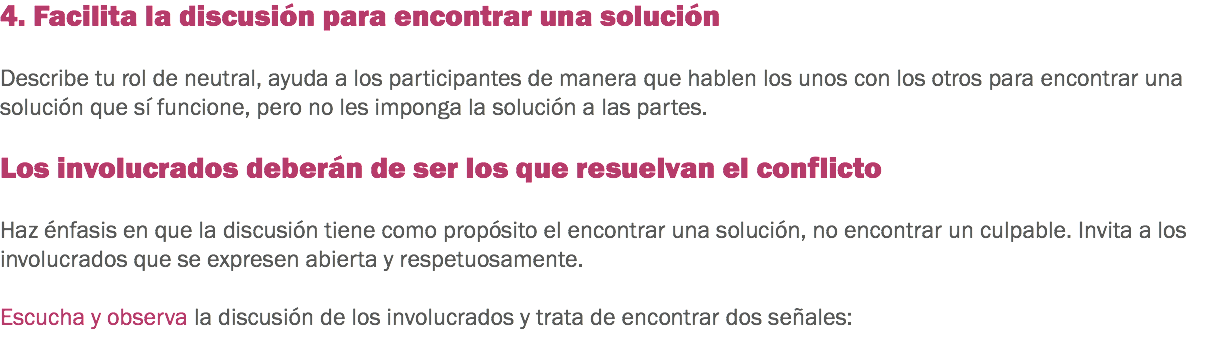 4. Facilita la discusión para encontrar una solución
Describe tu rol de neutral, ayuda a los participantes de manera que hablen los unos con los otros para encontrar una
solución que sí funcione, pero no les imponga la solución a las partes.
Los involucrados deberán de ser los que resuelvan el conflicto
Haz énfasis en que la discusión tiene como propósito el encontrar una solución, no encontrar un culpable. Invita a los
involucrados que se expresen abierta y respetuosamente.
Escucha y observa la discusión de los involucrados y trata de encontrar dos señales: